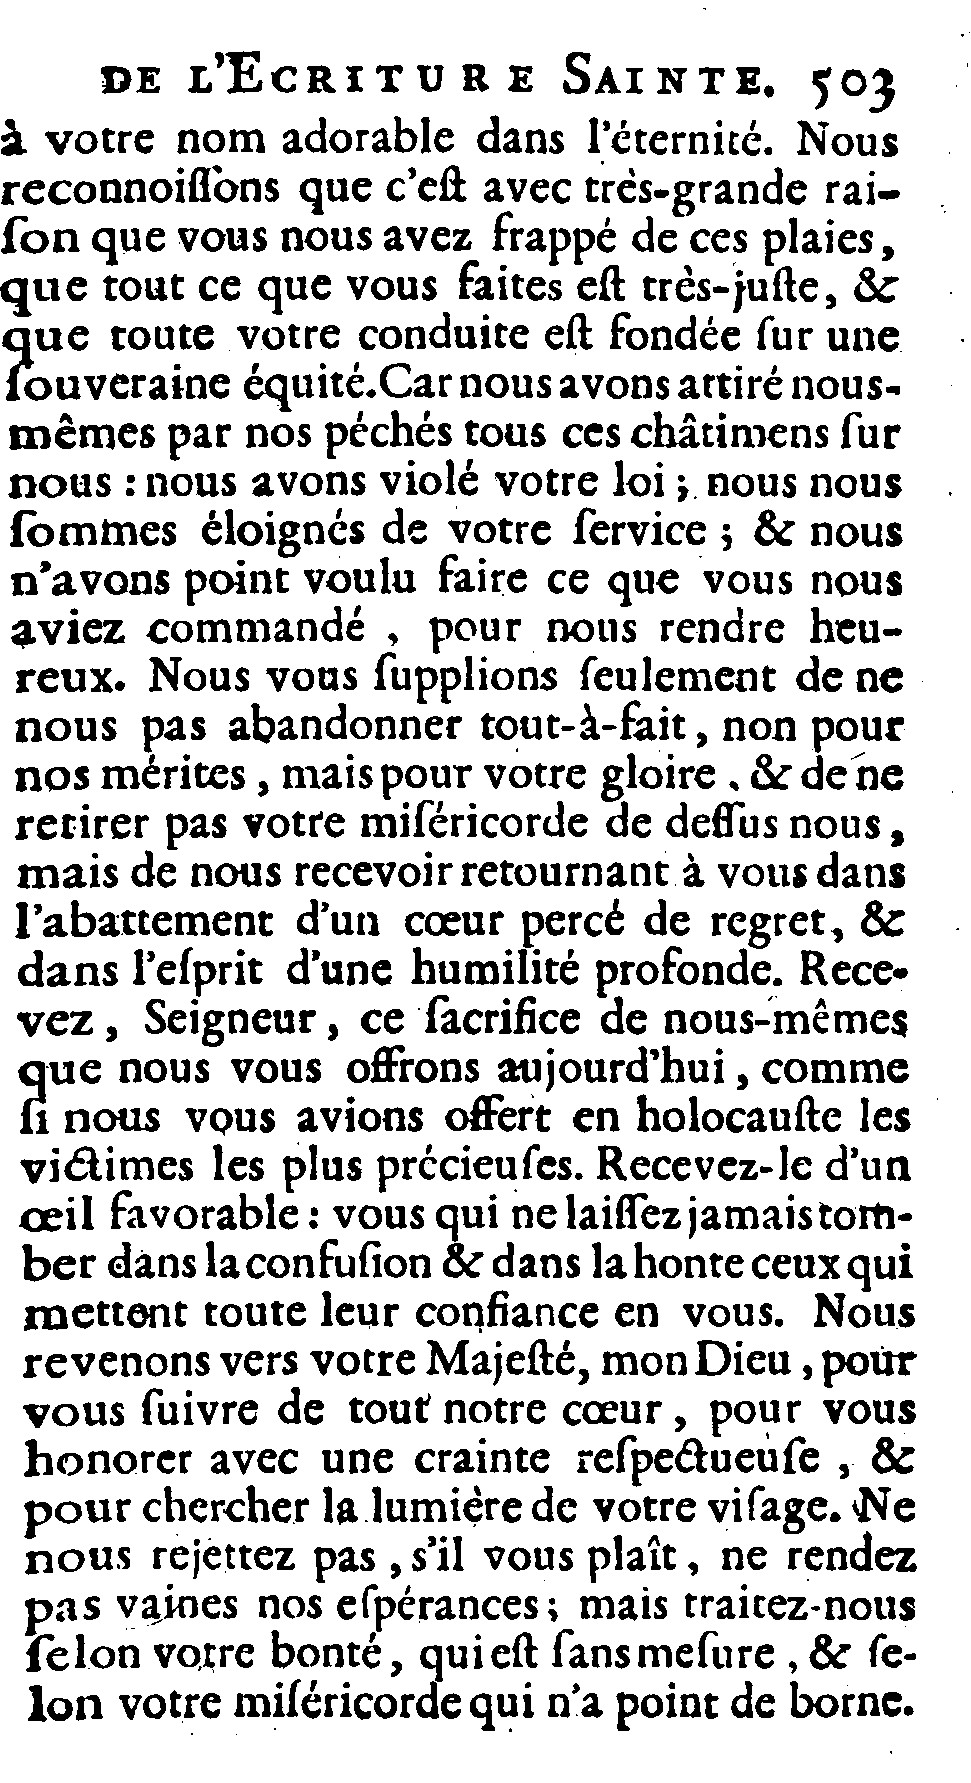 DE L'ECRITURE SAINTE. 503
à votre nom adorable dans l'éternité. Nous
reconnoiſſons que c'eſt avec très-grande rai-
ſon que vous nous avez frappé de ces plaies,
que tout ce que vous faites eſt très-juſte, &
que toute votre conduite eſt fondée ſur une
ſouveraine équité. Car nous avons attiré nous-
mêmes par nos péchés tous ces châtimens ſur
nous : nous avons violé votre loi ; nous nous
ſommes éloignés de votre ſervice ; & nous
n'avons point voulu faire ce que vous nous
aviez commandé , pour nous rendre heu-
reux. Nous vous ſupplions ſeulement de ne
nous pas abandonner tout-à-fait, non pour
nos mérites, mais pour votre gloire, & de ne
retirer pas votre miſéricorde de deſſus nous,
mais de nous recevoir retournant à vous dans
l'abattement d'un cœur percé de regret, &
dans l'eſprit d'une humilité profonde. Rece-
vez, Seigneur, ce ſacrifice de nous-mêmes
que nous vous offrons aujourd'hui, comme
ſi nous vous avions offert en holocauſte les
victimes les plus précieuſes. Recevez-le d'un
œil favorable : vous qui ne laiſſez jamais tom-
ber dans la confuſion & dans la honte ceux qui
mettent toute leur confiance en vous. Nous
revenons vers votre Majeſté, mon Dieu, pour
vous ſuivre de tout notre cœur, pour vous
honorer avec une crainte reſpectueuſe , &
pour chercher la lumière de votre viſage. Ne
nous rejettez pas, s'il vous plaît, ne rendez
pas vaines nos eſpérances ; mais traitez-nous
ſelon votre bonté, qui eſt ſans meſure, & ſe-
lon votre miſéricorde qui n'a point de borne.